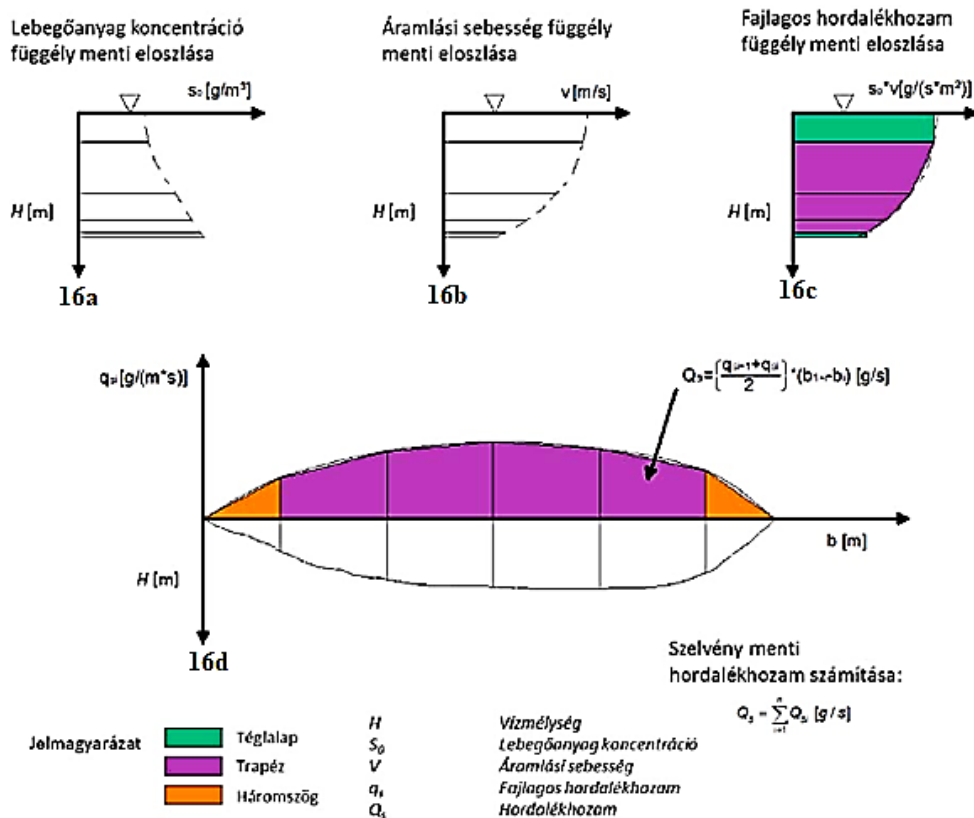 Lebegőanyag koncentráció
függély menti eloszlása
s₀ [g/m³]
H [m]
16a
Áramlási sebesség függély
menti eloszlása
v[m/s]
H [m]
16b
Fajlagos hordalékhozam
függély menti eloszlása
s₀*v[g/(s*m²)]
H [m]
16c
qₛᵢ[g/(m*s)]
b [m]
H [m]
16d
Szelvény menti
hordalékhozam számítása:
Jelmagyarázat
Téglalap
Trapéz
Háromszög
H Vízmélység
S₀ Lebegőanyag koncentráció
V Áramlási sebesség
qₛ Fajlagos hordalékhozam
Qₛ Hordalékhozam